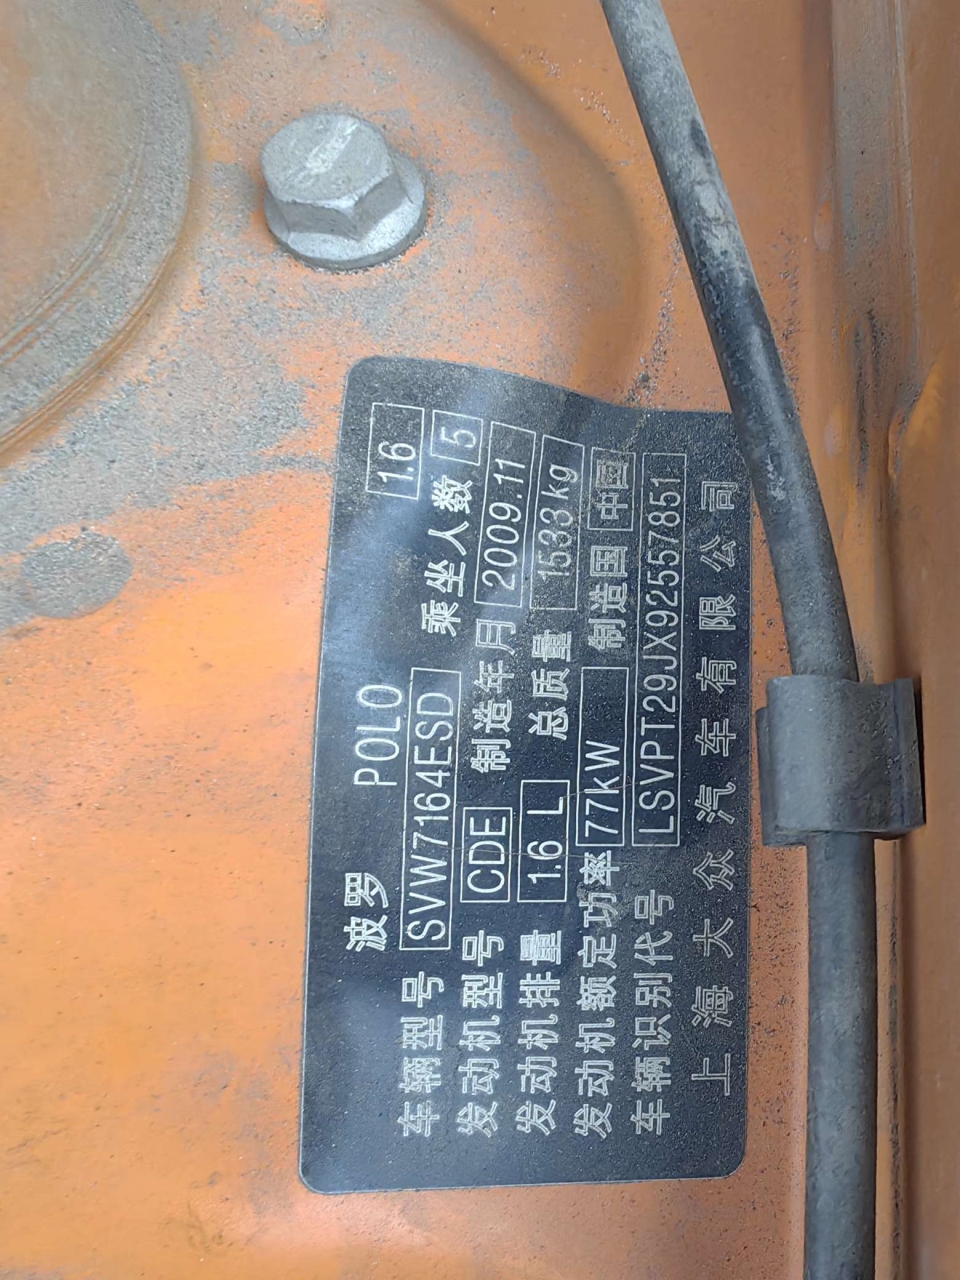 波罗 POLO 1.6
车辆型号 SVW7164ESD 乘坐人数 5
发动机型号 CDE 制造年月 2009.11
发动机排量 1.6 L 总质量 1533 kg
发动机额定功率 77kW 制造国 中国
车辆识别代号 LSVPT29JX92557851
上海大众汽车有限公司